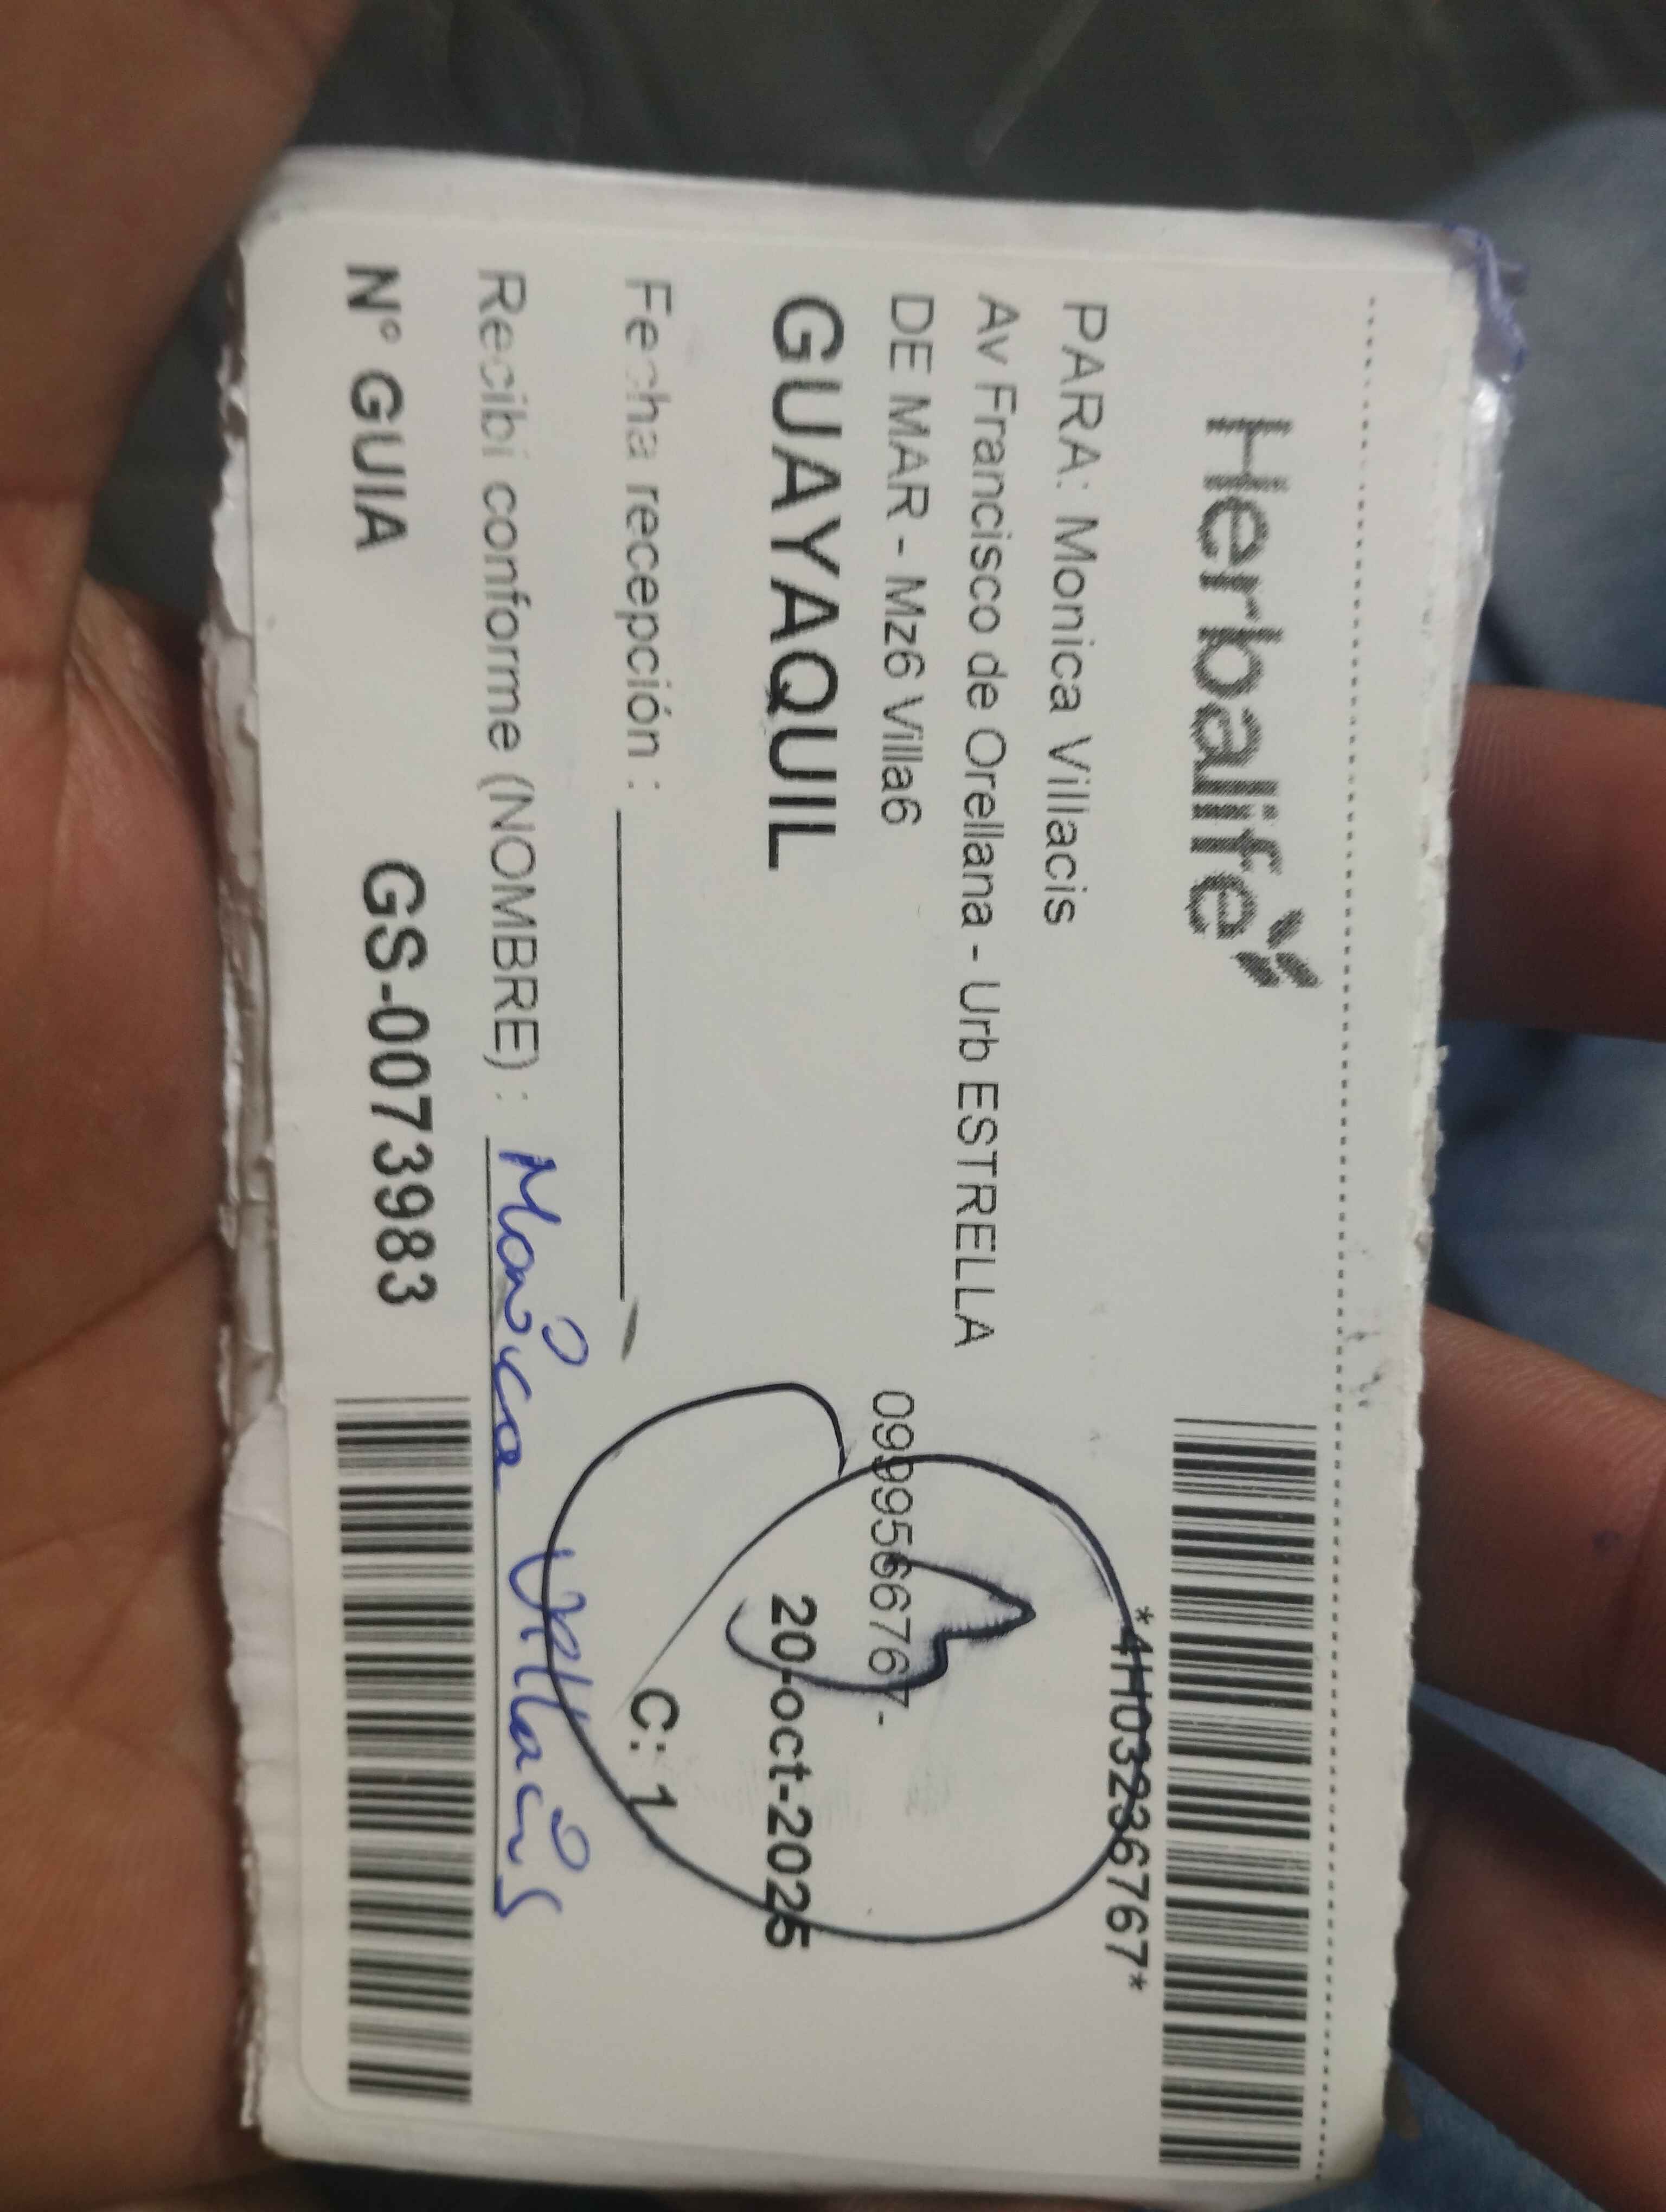 Herbalife
*4H03236767*
PARA: Monica Villacis
Av Francisco de Orellana - Urb ESTRELLA
DE MAR - Mz6 Villa6
0999566767-
GUAYAQUIL
20-oct-2025
Fecha recepción :
C: 1
Recibi conforme (NOMBRE) : Monica Villacis
N° GUIA
GS-00739833